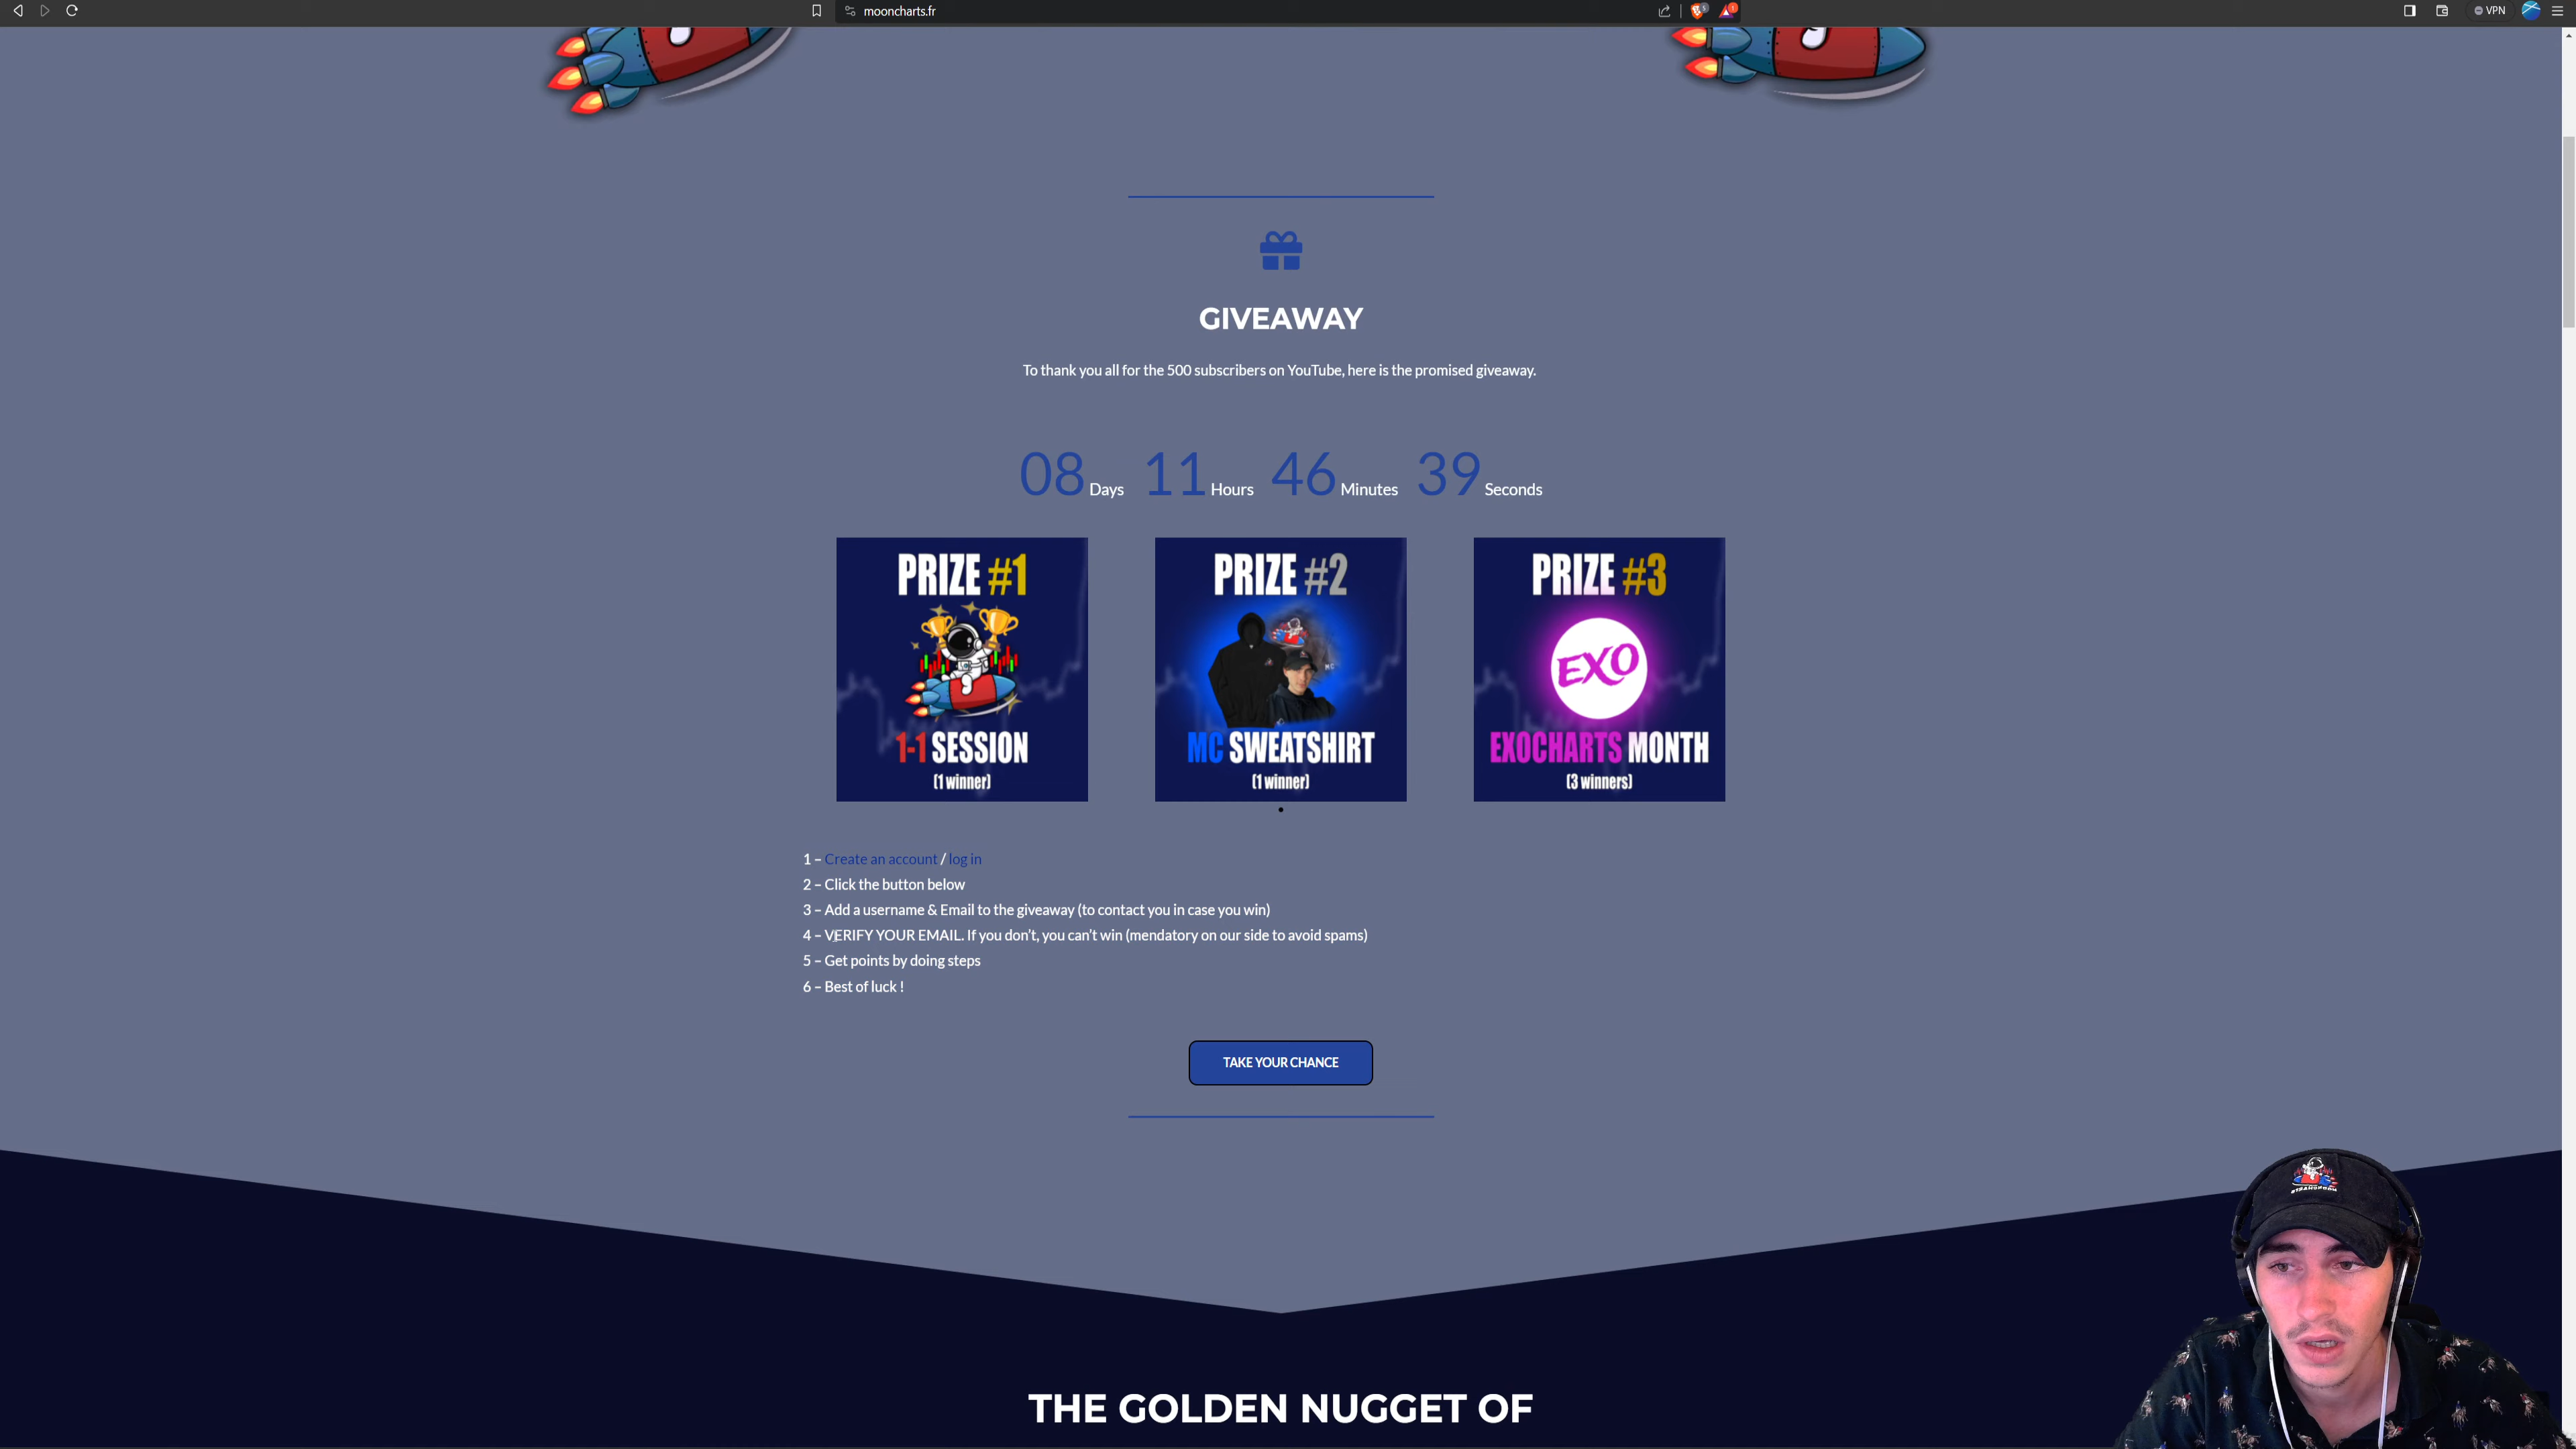 mooncharts.fr
VPN
GIVEAWAY
To thank you all for the 500 subscribers on YouTube, here is the promised giveaway.
08 Days 11 Hours 46 Minutes 39 Seconds
PRIZE #1
1-1 SESSION
(1 winner)
PRIZE #2
MC
MC SWEATSHIRT
(1 winner)
PRIZE #3
EXO
EXOCHARTS MONTH
(3 winners)
1 – Create an account / log in
2 – Click the button below
3 – Add a username & Email to the giveaway (to contact you in case you win)
4 – VERIFY YOUR EMAIL. If you don't, you can't win (mendatory on our side to avoid spams)
5 – Get points by doing steps
6 – Best of luck !
TAKE YOUR CHANCE
THE GOLDEN NUGGET OF